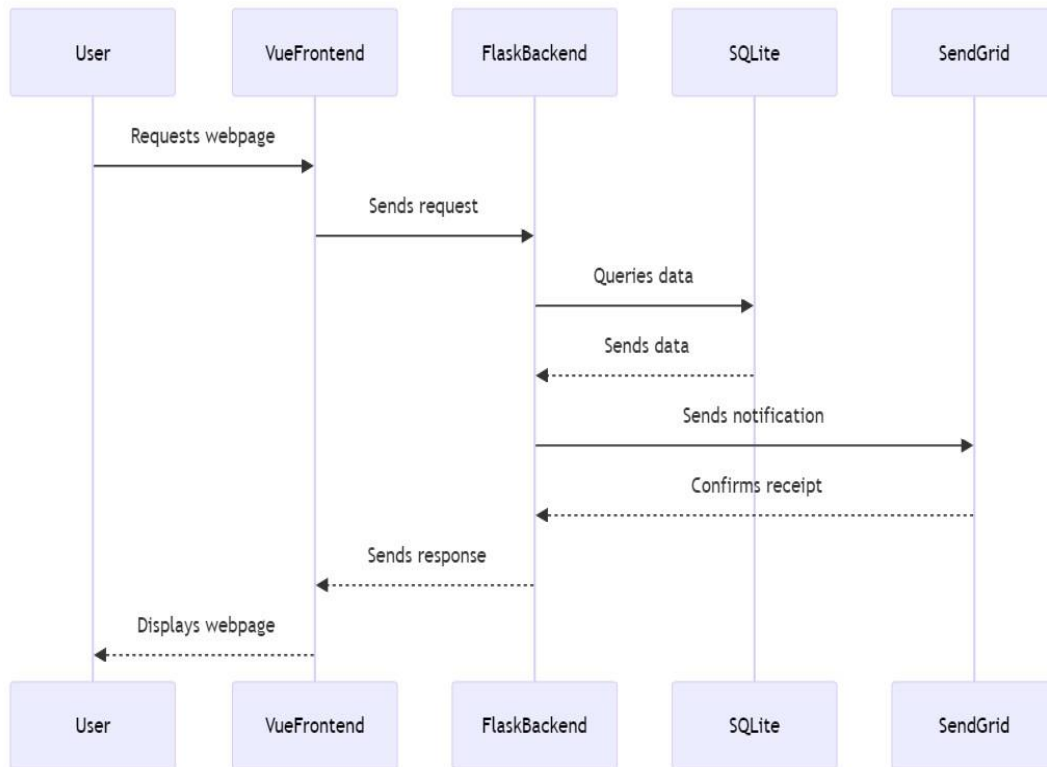 User VueFrontend FlaskBackend SQLite SendGrid
Requests webpage
Sends request
Queries data
Sends data
Sends notification
Confirms receipt
Sends response
Displays webpage
User VueFrontend FlaskBackend SQLite SendGrid